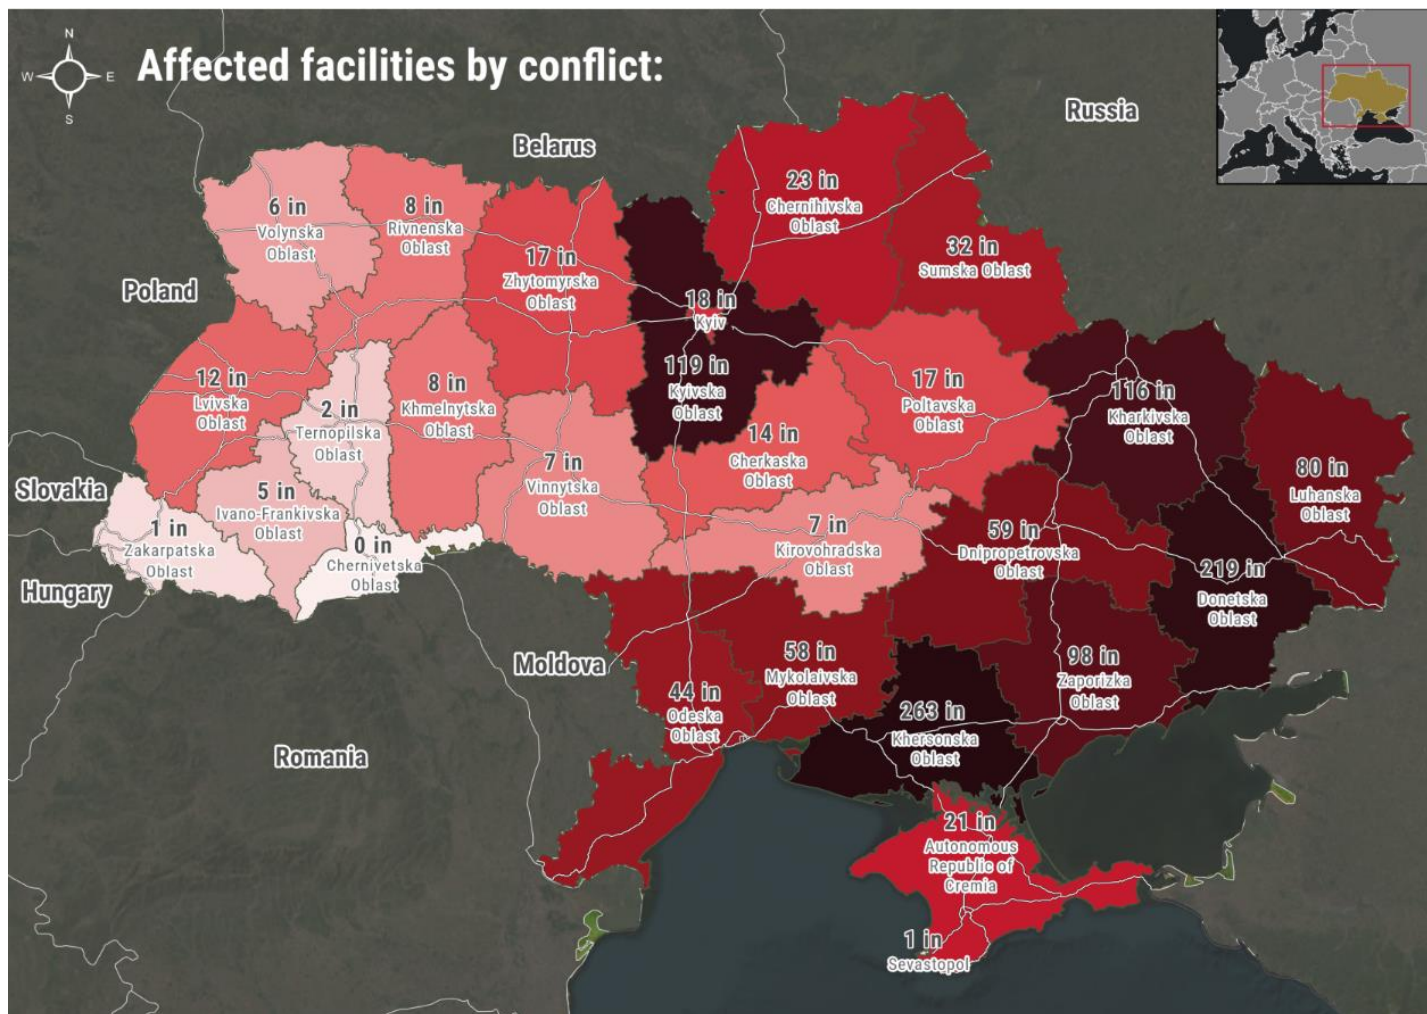 N
W
E
S
Affected facilities by conflict:
Russia
Belarus
23 in
Chernihivska
Oblast
6 in
Volynska
Oblast
8 in
Rivnenska
Oblast
32 in
Sumska Oblast
17 in
Zhytomyrska
Oblast
Poland
18 in
Kyiv
119 in
Kyivska
Oblast
12 in
Lvivska
Oblast
8 in
Khmelnytska
Oblast
17 in
Poltavska
Oblast
116 in
Kharkivska
Oblast
2 in
Ternopilska
Oblast
14 in
Cherkaska
Oblast
7 in
Vinnytska
Oblast
80 in
Luhanska
Oblast
Slovakia
5 in
Ivano-Frankivska
Oblast
1 in
Zakarpatska
Oblast
0 in
Chernivetska
Oblast
7 in
Kirovohradska
Oblast
59 in
Dnipropetrovska
Oblast
219 in
Donetska
Oblast
Hungary
Moldova
58 in
Mykolaivska
Oblast
98 in
Zaporizka
Oblast
44 in
Odeska
Oblast
263 in
Khersonska
Oblast
Romania
21 in
Autonomous
Republic of
Cremia
1 in
Sevastopol